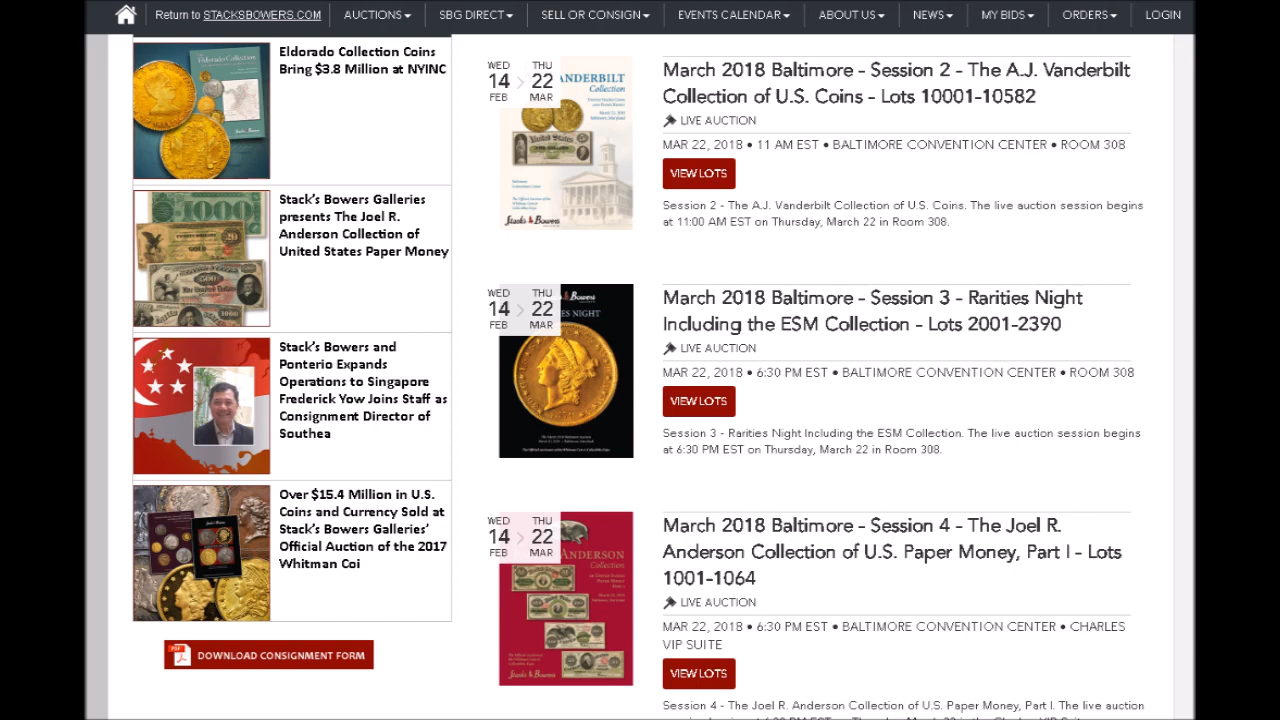 Return to STACKSBOWERS.COM
AUCTIONS
SBG DIRECT
SELL OR CONSIGN
EVENTS CALENDAR
ABOUT US
NEWS
MY BIDS
ORDERS
LOGIN
Eldorado Collection Coins
Bring $3.8 Million at NYINC
Stack's Bowers Galleries
presents The Joel R.
Anderson Collection of
United States Paper Money
Stack's Bowers and
Ponterio Expands
Operations to Singapore
Frederick Yow Joins Staff as
Consignment Director of
Southea
Over $15.4 Million in U.S.
Coins and Currency Sold at
Stack's Bowers Galleries'
Official Auction of the 2017
Whitman Coi
PDF
DOWNLOAD CONSIGNMENT FORM
WED THU
14 > 22
FEB MAR
ANDERBILT
Collection
Stack's Bowers
March 2018 Baltimore - Session 2 - The A.J. Vanderbilt
Collection of U.S. Coins - Lots 10001-10582
LIVE AUCTION
MAR 22, 2018 • 11 AM EST • BALTIMORE CONVENTION CENTER • ROOM 308
VIEW LOTS
Session 2 - The A.J. Vanderbilt Collection of U.S. Coins. The live auction session begins
at 11:00 AM EST on Thursday, March 22 in Room 308.
WED THU
14 > 22
FEB MAR
Bowers
ES NIGHT
March 2018 Baltimore - Session 3 - Rarities Night
Including the ESM Collection - Lots 2001-2390
LIVE AUCTION
MAR 22, 2018 • 6:30 PM EST • BALTIMORE CONVENTION CENTER • ROOM 308
VIEW LOTS
Session 3 - Rarities Night Including the ESM Collection. The live auction session begins
at 6:30 PM EST on Thursday, March 22 in Room 308.
WED THU
14 > 22
FEB MAR
ANDERSON
Collection
Stack's Bowers
March 2018 Baltimore - Session 4 - The Joel R.
Anderson Collection of U.S. Paper Money, Part I - Lots
1001-1064
LIVE AUCTION
MAR 22, 2018 • 6:30 PM EST • BALTIMORE CONVENTION CENTER • CHARLES
VIP SUITE
VIEW LOTS
Session 4 - The Joel R. Anderson Collection of U.S. Paper Money, Part I. The live auction